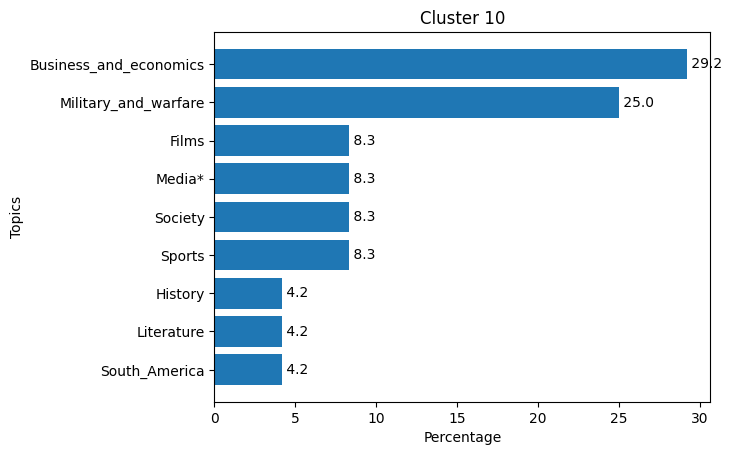 Cluster 10
Topics
Business_and_economics 29.2
Military_and_warfare 25.0
Films 8.3
Media* 8.3
Society 8.3
Sports 8.3
History 4.2
Literature 4.2
South_America 4.2
0 5 10 15 20 25 30
Percentage